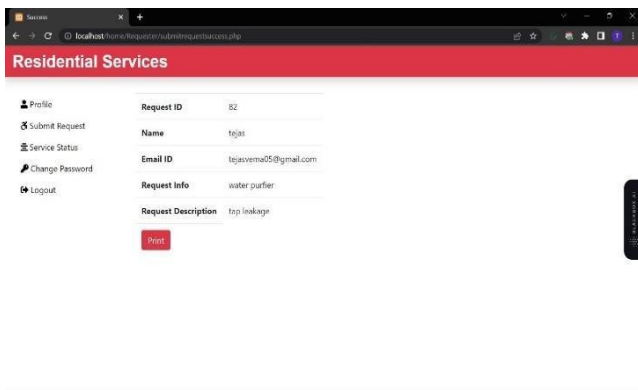 Success
localhost/home/Requester/submitrequestsuccess.php
Residential Services
Profile
Submit Request
Service Status
Change Password
Logout
Request ID 82
Name tejas
Email ID tejasvema05@gmail.com
Request Info water purfier
Request Description tap leakage
Print